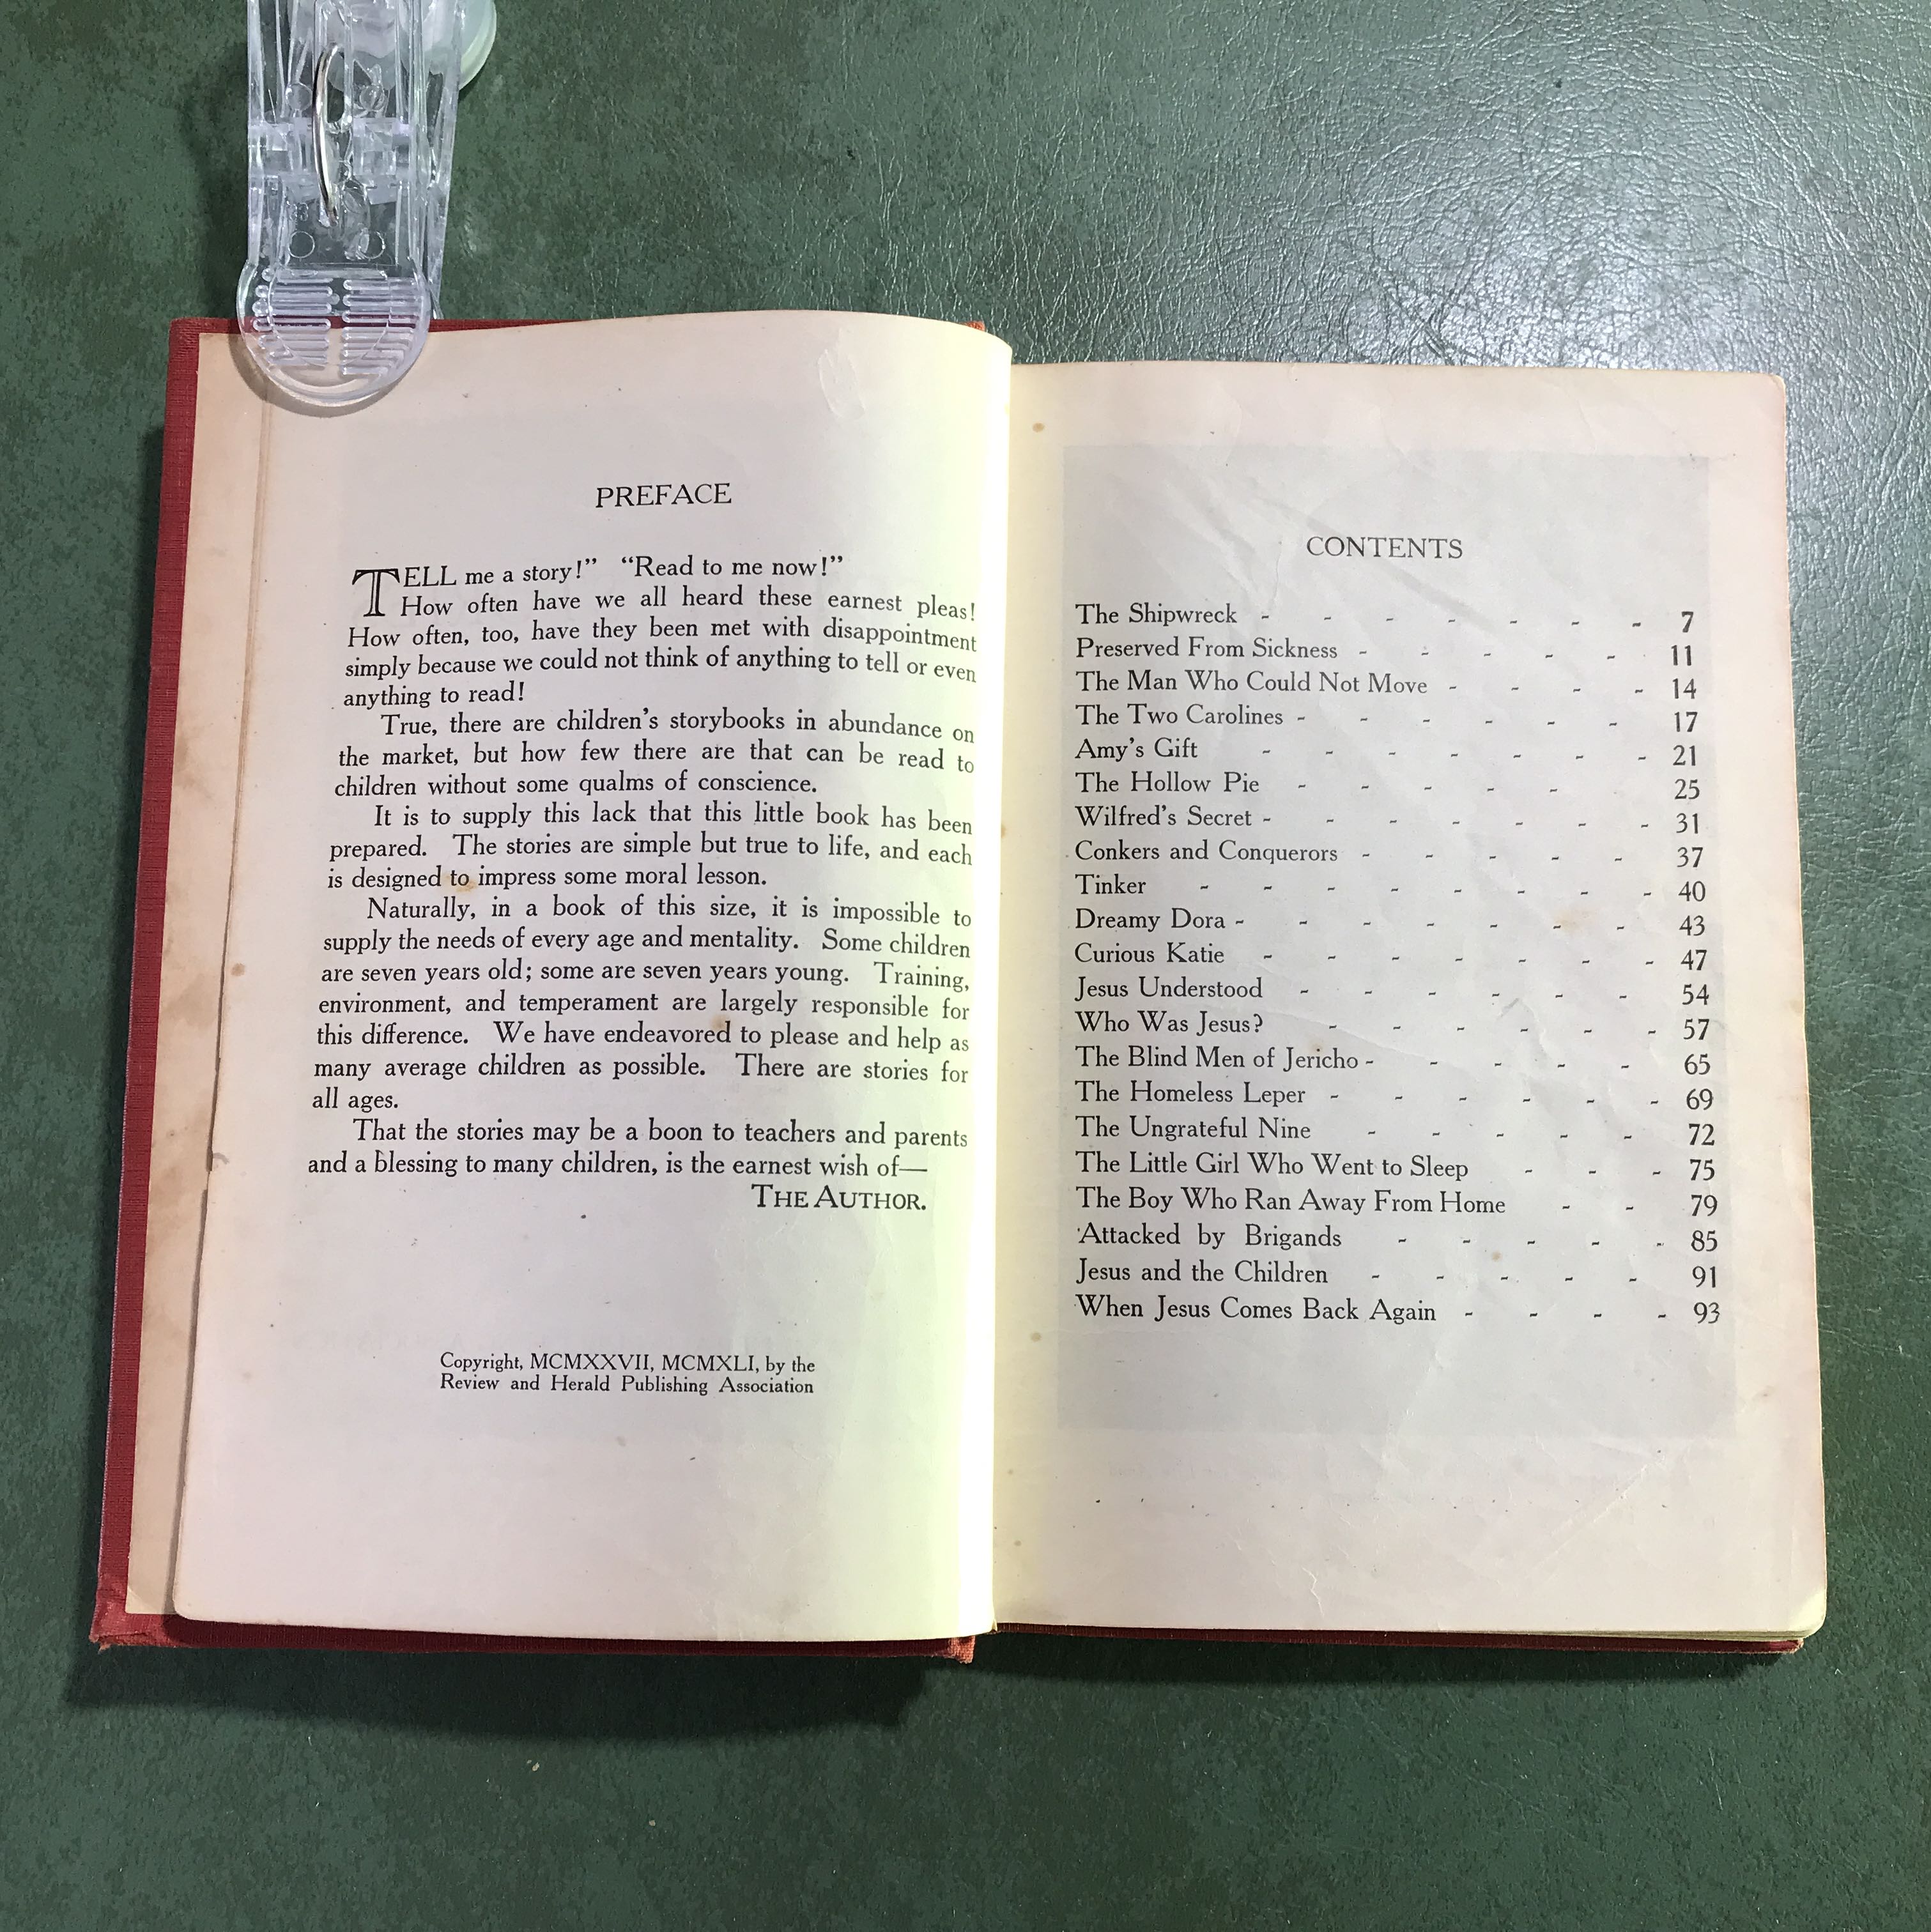 PREFACE
TELL me a story!” “Read to me now!”
How often have we all heard these earnest pleas!
How often, too, have they been met with disappointment
simply because we could not think of anything to tell or even
anything to read!
True, there are children’s storybooks in abundance on
the market, but how few there are that can be read to
children without some qualms of conscience.
It is to supply this lack that this little book has been
prepared. The stories are simple but true to life, and each
is designed to impress some moral lesson.
Naturally, in a book of this size, it is impossible to
supply the needs of every age and mentality. Some children
are seven years old; some are seven years young. Training,
environment, and temperament are largely responsible for
this difference. We have endeavored to please and help as
many average children as possible. There are stories for
all ages.
That the stories may be a boon to teachers and parents
and a blessing to many children, is the earnest wish of—
THE AUTHOR.
Copyright, MCMXXVII, MCMXLI, by the
Review and Herald Publishing Association
CONTENTS
The Shipwreck - - - - - - - 7
Preserved From Sickness - - - - - 11
The Man Who Could Not Move - - - - 14
The Two Carolines - - - - - - 17
Amy’s Gift - - - - - - - 21
The Hollow Pie - - - - - 25
Wilfred’s Secret - - - - - - - 31
Conkers and Conquerors - - - - - 37
Tinker - - - - - - - - 40
Dreamy Dora - - - - - - - 43
Curious Katie - - - - - - - 47
Jesus Understood - - - - - - 54
Who Was Jesus? - - - - - - 57
The Blind Men of Jericho - - - - - 65
The Homeless Leper - - - - - - 69
The Ungrateful Nine - - - - - 72
The Little Girl Who Went to Sleep - - - 75
The Boy Who Ran Away From Home - - 79
Attacked by Brigands - - - - - 85
Jesus and the Children - - - - - 91
When Jesus Comes Back Again - - - - 93